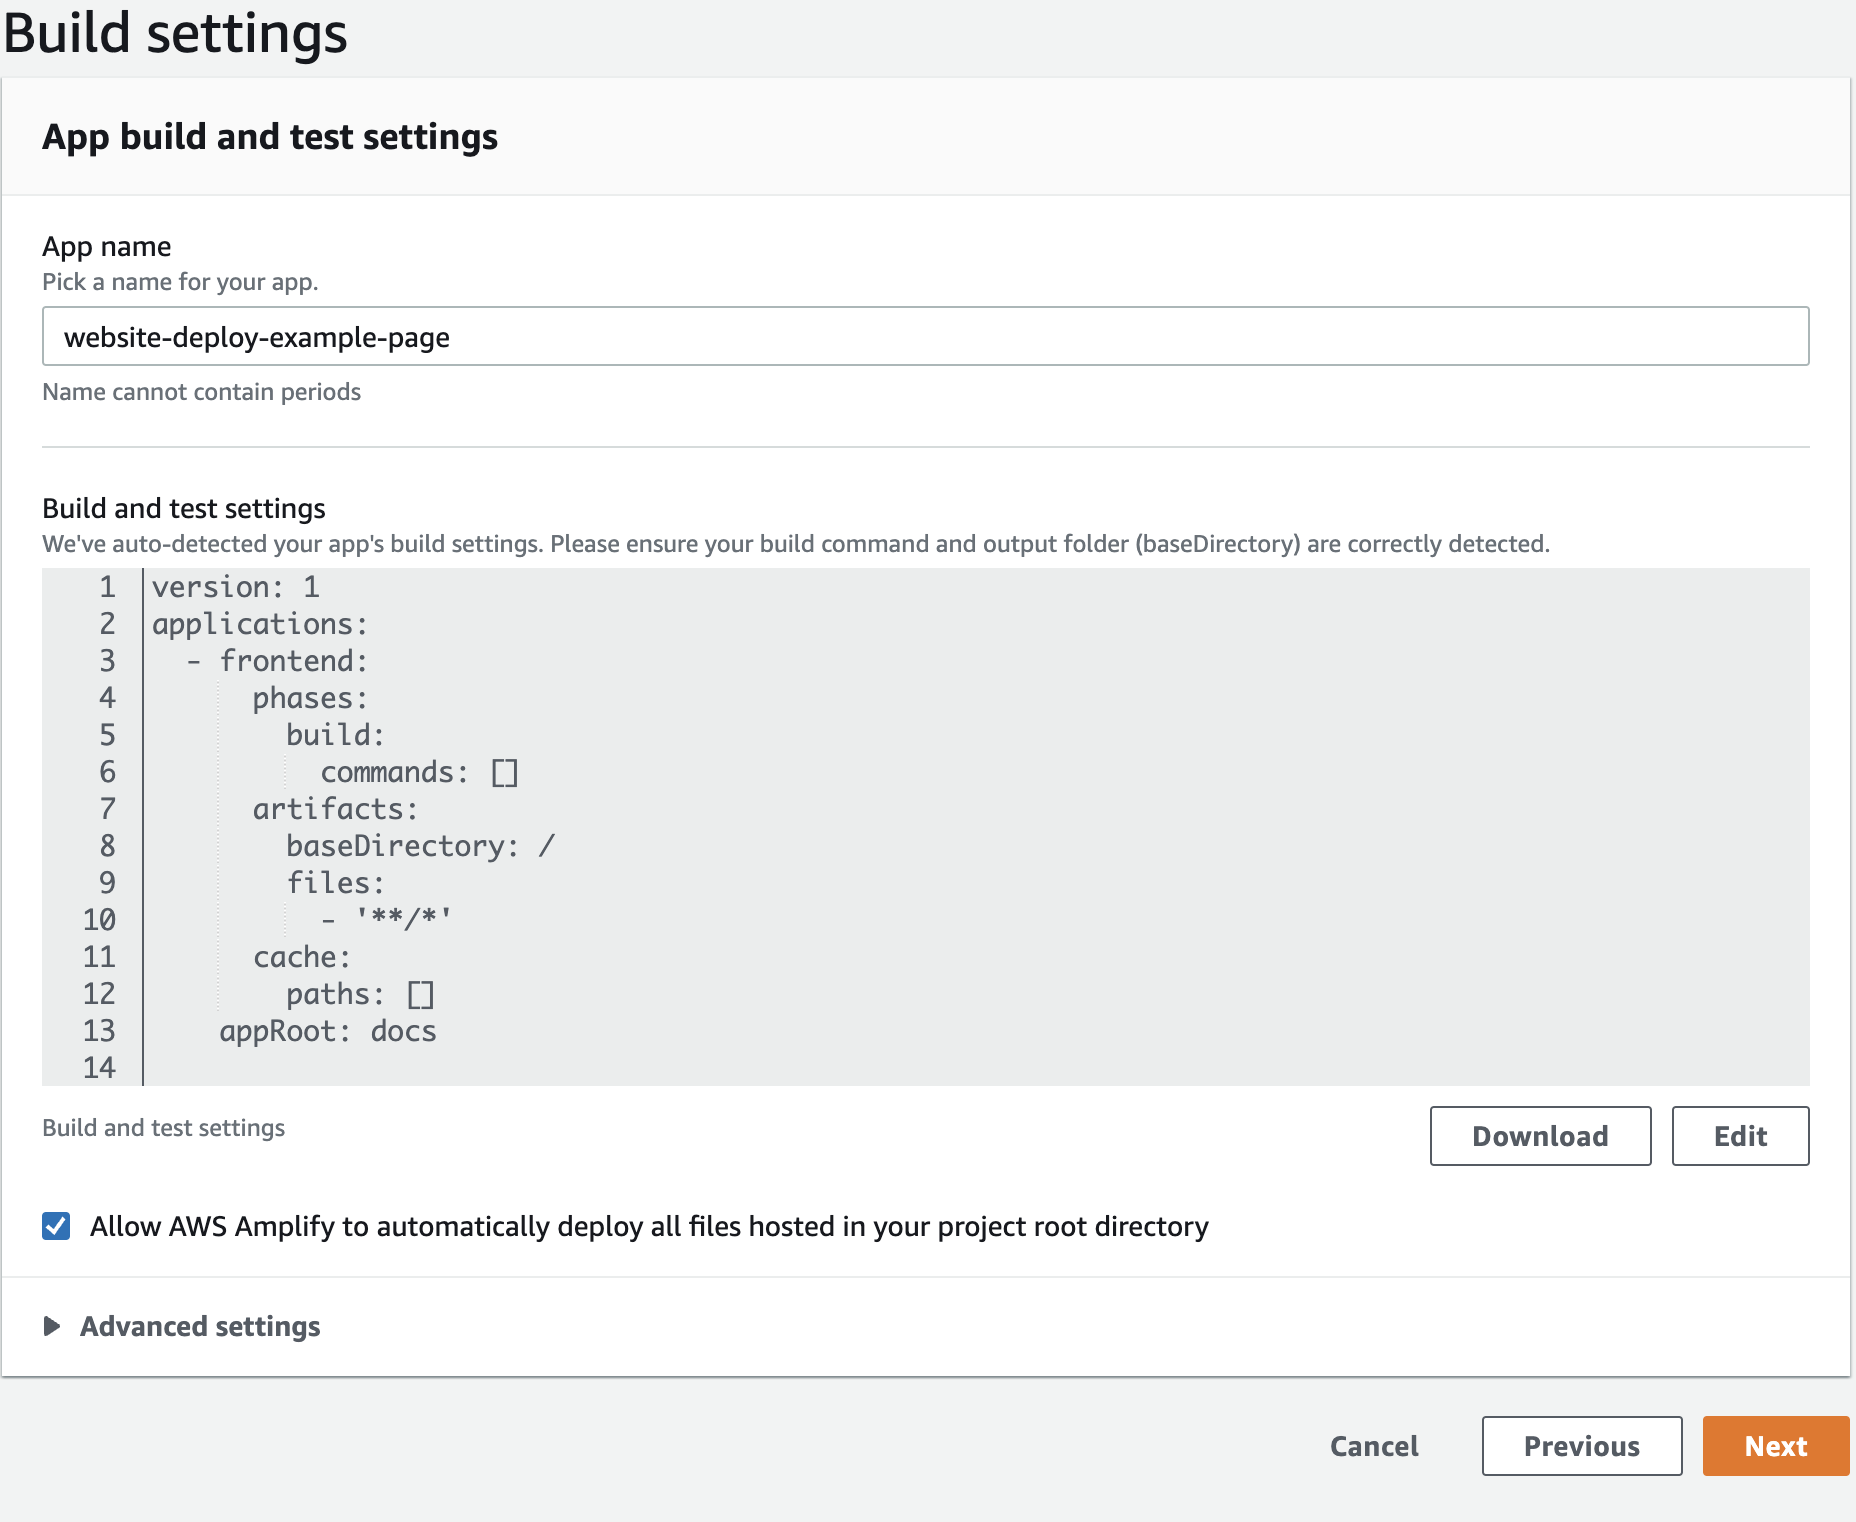 Build settings
App build and test settings
App name
Pick a name for your app.
website-deploy-example-page
Name cannot contain periods
Build and test settings
We've auto-detected your app's build settings. Please ensure your build command and output folder (baseDirectory) are correctly detected.
1 version: 1
2 applications:
3   - frontend:
4       phases:
5         build:
6           commands: []
7       artifacts:
8         baseDirectory: /
9         files:
10           - '**/*'
11       cache:
12         paths: []
13     appRoot: docs
14
Build and test settings
Download Edit
Allow AWS Amplify to automatically deploy all files hosted in your project root directory
Advanced settings
Cancel Previous Next